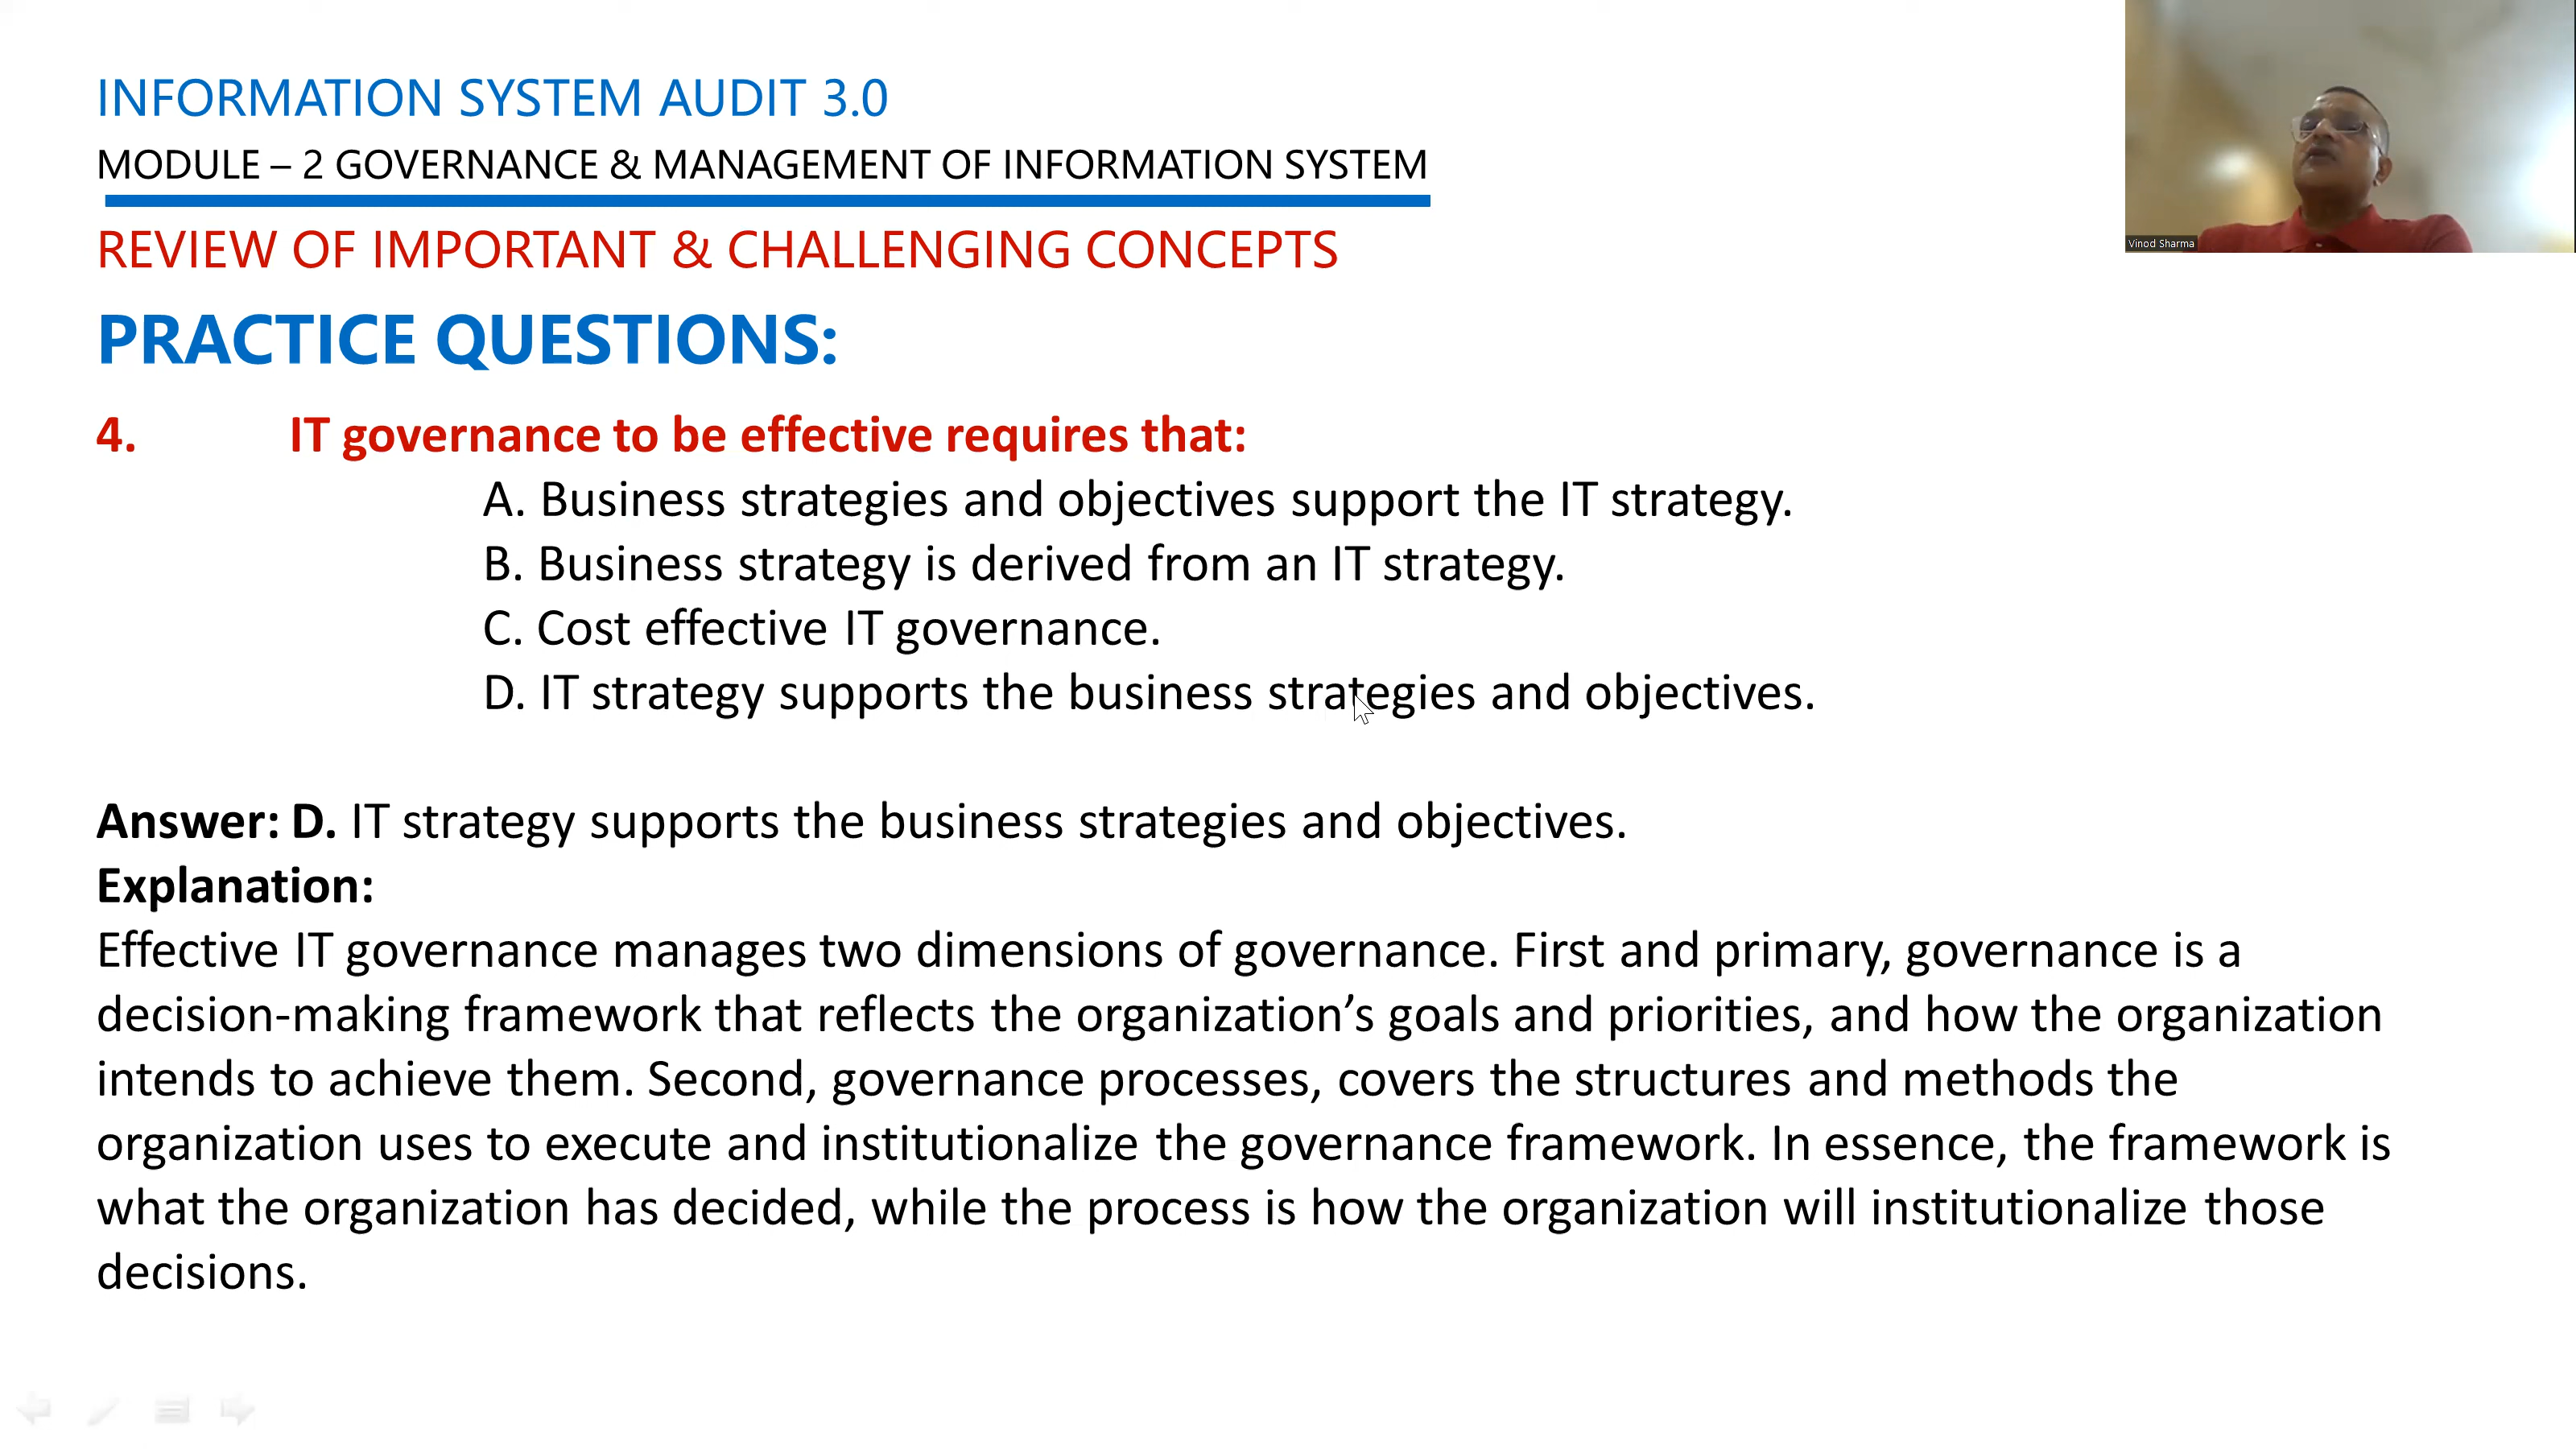 INFORMATION SYSTEM AUDIT 3.0
MODULE – 2 GOVERNANCE & MANAGEMENT OF INFORMATION SYSTEM
REVIEW OF IMPORTANT & CHALLENGING CONCEPTS
Vinod Sharma
PRACTICE QUESTIONS:
4. IT governance to be effective requires that:
A. Business strategies and objectives support the IT strategy.
B. Business strategy is derived from an IT strategy.
C. Cost effective IT governance.
D. IT strategy supports the business strategies and objectives.
Answer: D. IT strategy supports the business strategies and objectives.
Explanation:
Effective IT governance manages two dimensions of governance. First and primary, governance is a
decision-making framework that reflects the organization’s goals and priorities, and how the organization
intends to achieve them. Second, governance processes, covers the structures and methods the
organization uses to execute and institutionalize the governance framework. In essence, the framework is
what the organization has decided, while the process is how the organization will institutionalize those
decisions.